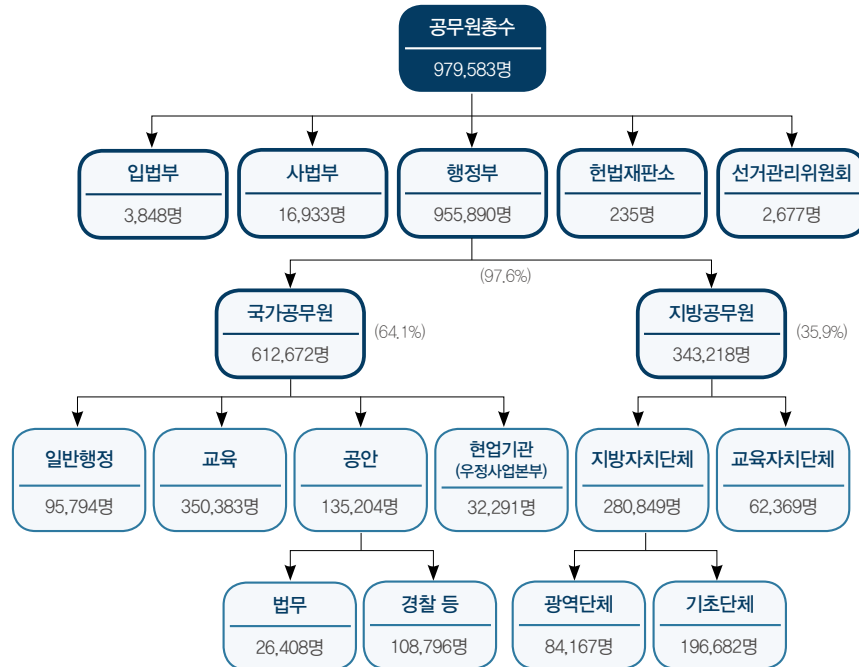 공무원총수
979,583명
입법부
3,848명
사법부
16,933명
행정부
955,890명
헌법재판소
235명
선거관리위원회
2,677명
(97.6%)
국가공무원
612,672명
(64.1%)
지방공무원
343,218명
(35.9%)
일반행정
95,794명
교육
350,383명
공안
135,204명
현업기관
(우정사업본부)
32,291명
지방자치단체
280,849명
교육자치단체
62,369명
법무
26,408명
경찰 등
108,796명
광역단체
84,167명
기초단체
196,682명